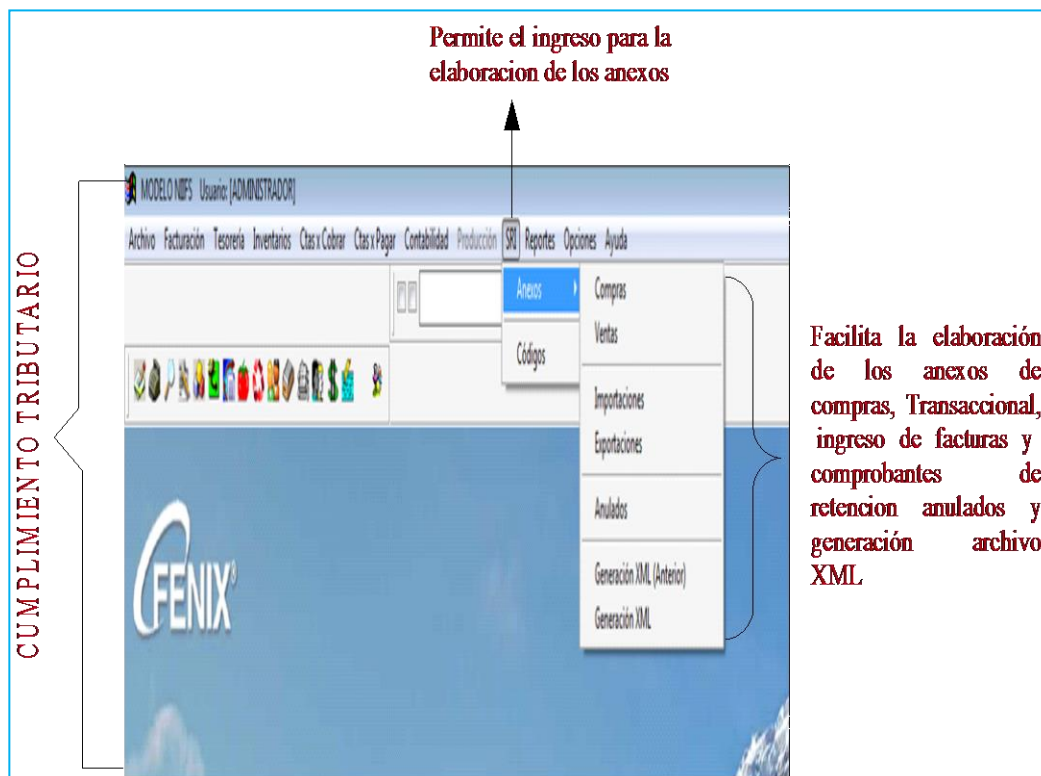 Permite el ingreso para la
elaboracion de los anexos
CUMPLIMIENTO TRIBUTARIO
MODELO NIIFS Usuario: [ADMINISTRADOR]
Archivo Facturación Tesorería Inventarios Ctas x Cobrar Ctas x Pagar Contabilidad Producción SRI Reportes Opciones Ayuda
Anexos
Códigos
Compras
Ventas
Importaciones
Exportaciones
Anulados
Generación XML (Anterior)
Generación XML
FENIX®
Facilita la elaboración
de los anexos de
compras, Transaccional,
ingreso de facturas y
comprobantes de
retencion anulados y
generación archivo
XML